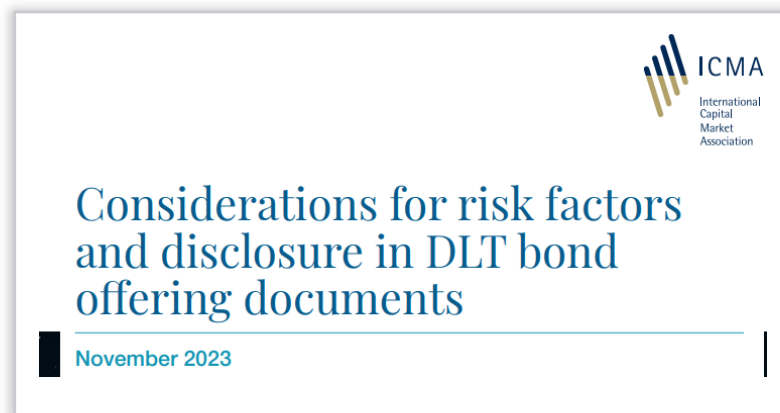 ICMA
International
Capital
Market
Association
Considerations for risk factors
and disclosure in DLT bond
offering documents
November 2023